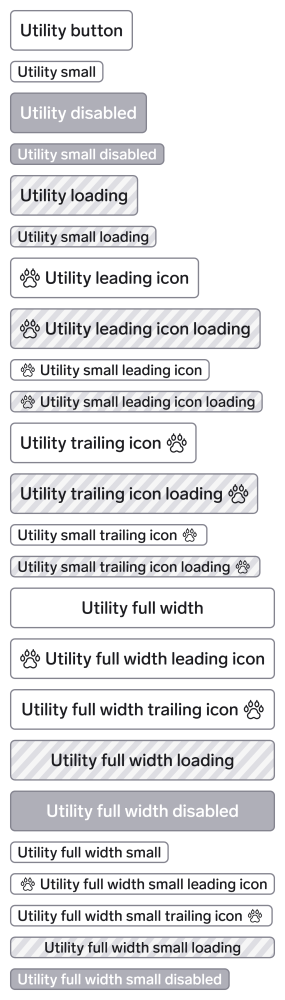 Utility button
Utility small
Utility disabled
Utility small disabled
Utility loading
Utility small loading
Utility leading icon
Utility leading icon loading
Utility small leading icon
Utility small leading icon loading
Utility trailing icon
Utility trailing icon loading
Utility small trailing icon
Utility small trailing icon loading
Utility full width
Utility full width leading icon
Utility full width trailing icon
Utility full width loading
Utility full width disabled
Utility full width small
Utility full width small leading icon
Utility full width small trailing icon
Utility full width small loading
Utility full width small disabled